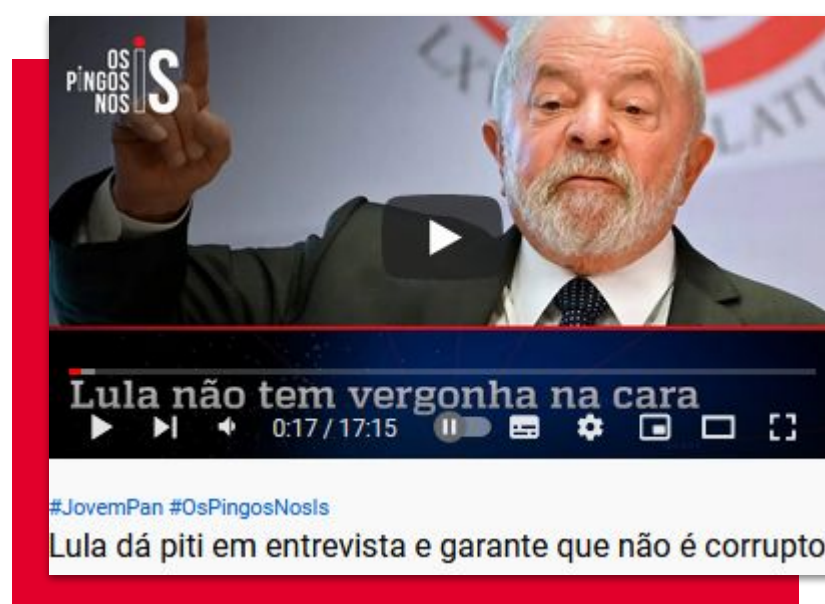 OS
PiNGOS
NOS
iS
LATU
Lula não tem vergonha na cara
0:17 / 17:15
#JovemPan #OsPingosNosIs
Lula dá piti em entrevista e garante que não é corrupto